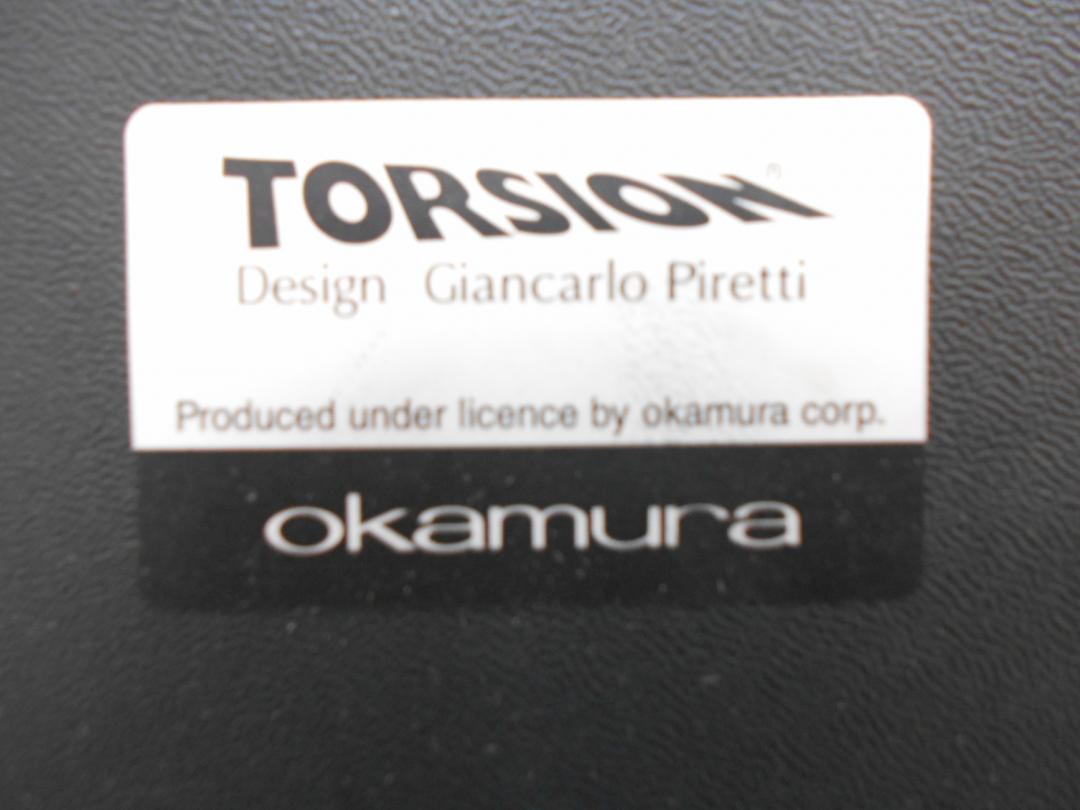 TORSION®
Design Giancarlo Piretti
Produced under licence by okamura corp.
okamura